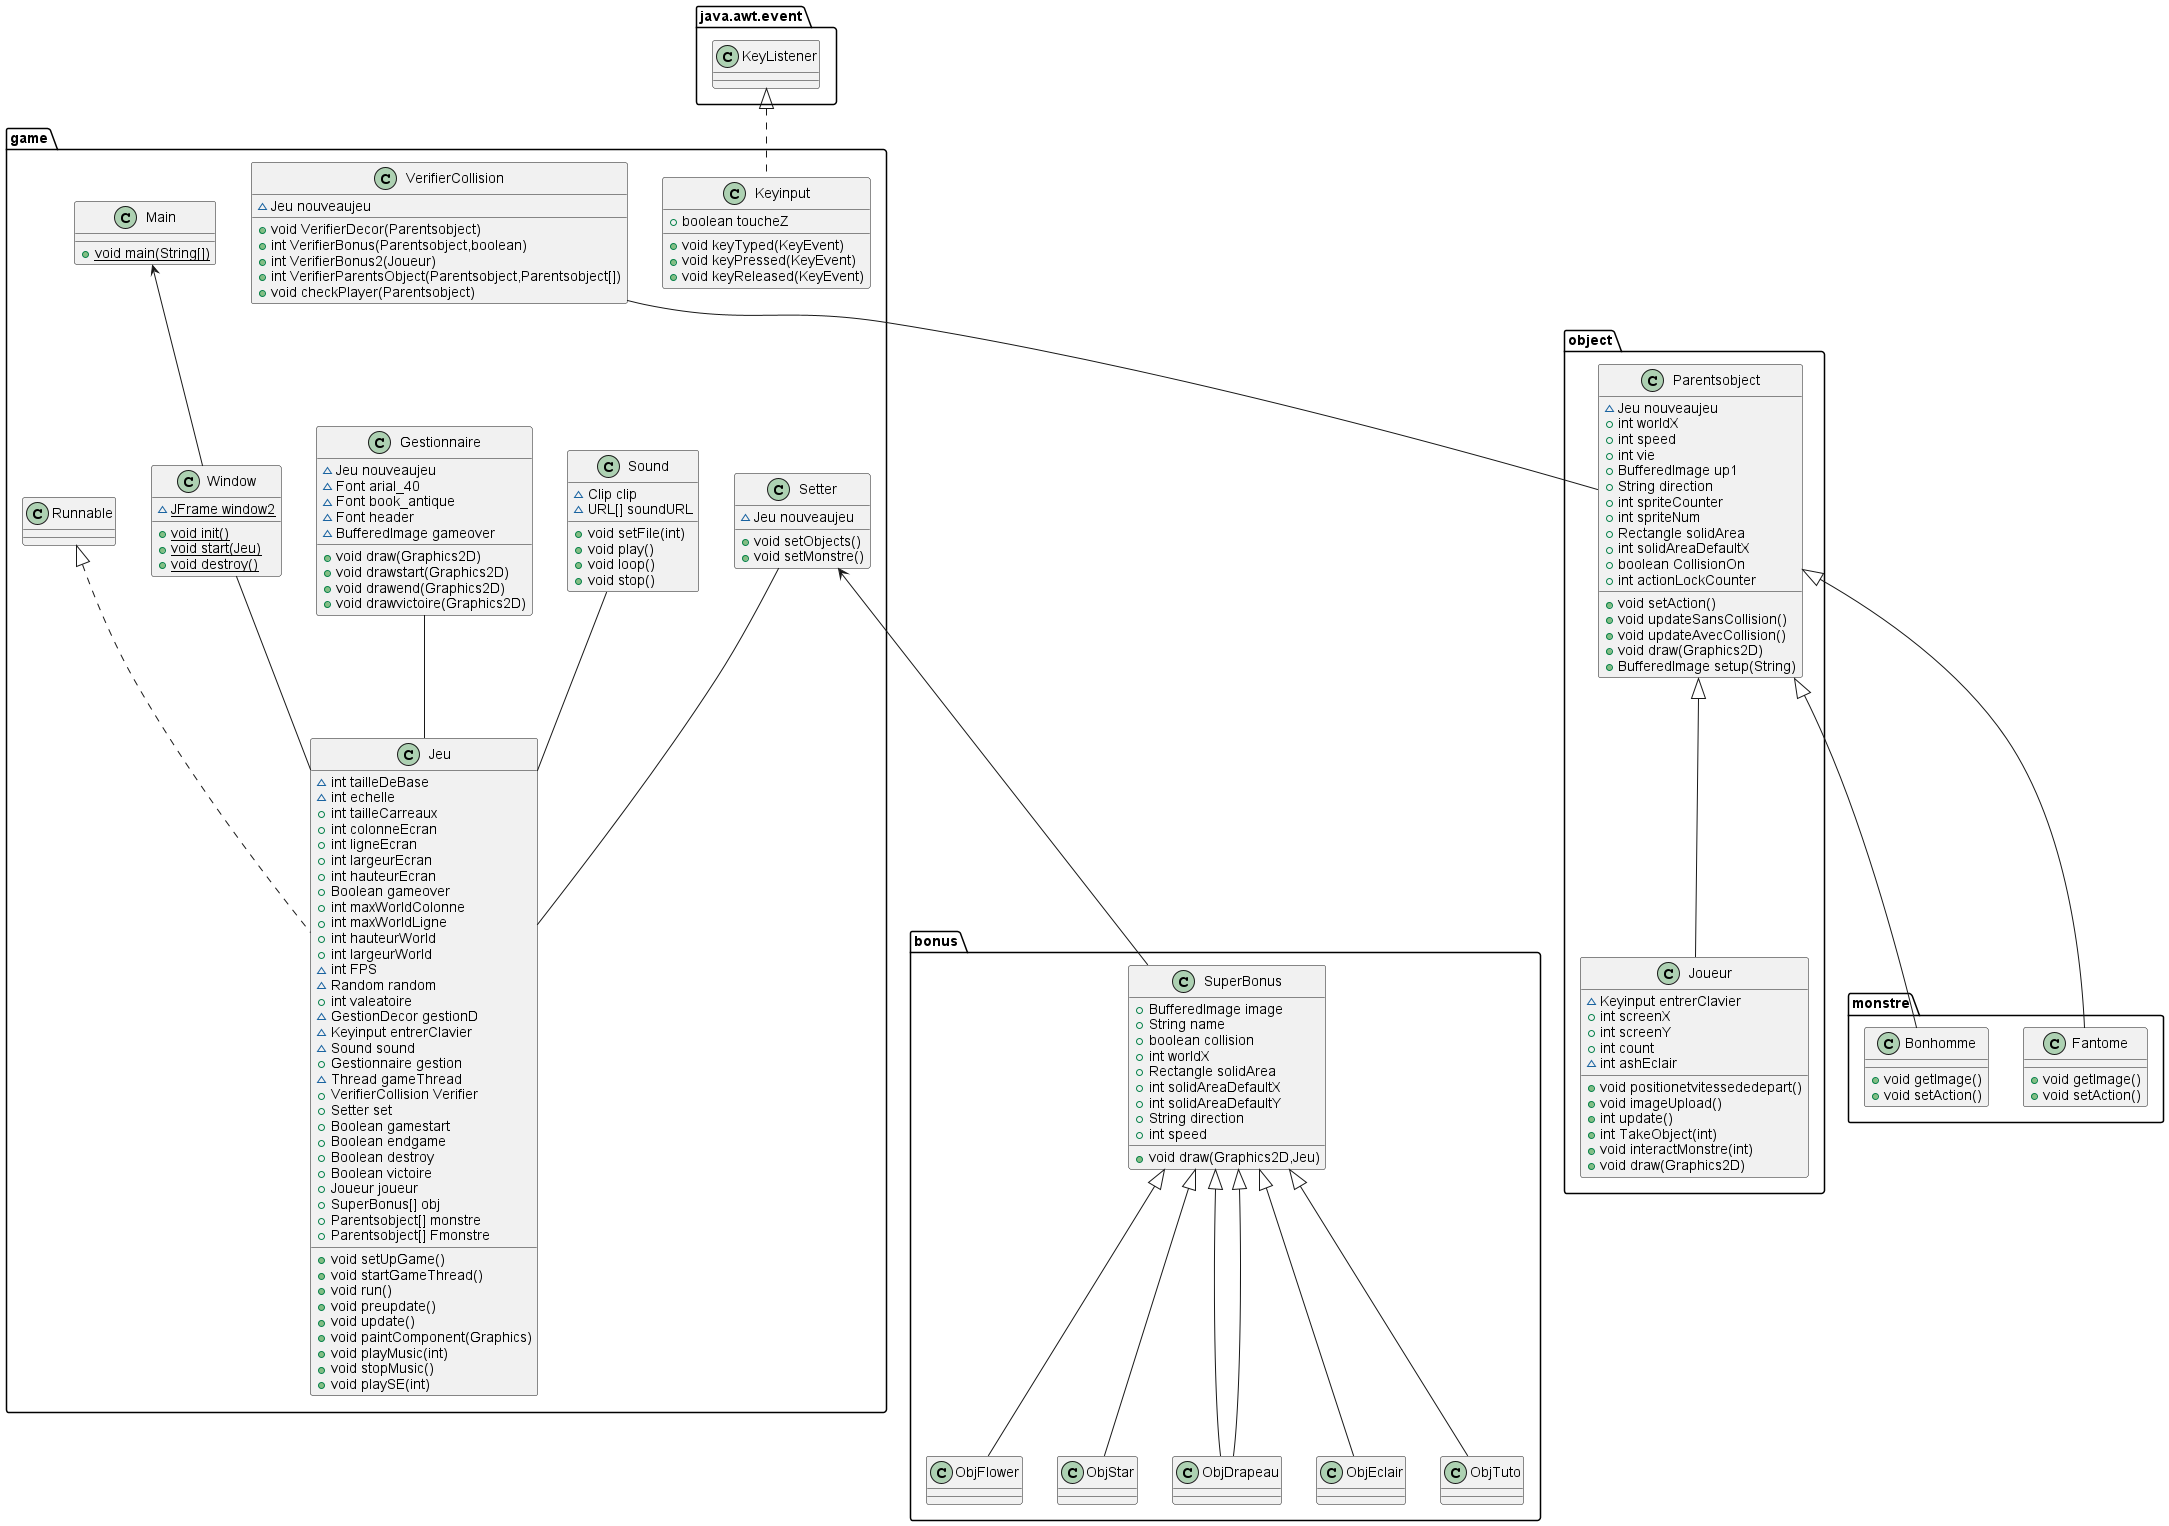 java.awt.event
C KeyListener
game
C VerifierCollision
Jeu nouveaujeu
void VerifierDecor(Parentsobject)
int VerifierBonus(Parentsobject,boolean)
int VerifierBonus2(Joueur)
int VerifierParentsObject(Parentsobject,Parentsobject[])
void checkPlayer(Parentsobject)
C Keyinput
boolean toucheZ
void keyTyped(KeyEvent)
void keyPressed(KeyEvent)
void keyReleased(KeyEvent)
C Main
void main(String[])
object
C Parentsobject
Jeu nouveaujeu
int worldX
int speed
int vie
BufferedImage up1
String direction
int spriteCounter
int spriteNum
Rectangle solidArea
int solidAreaDefaultX
boolean CollisionOn
int actionLockCounter
void setAction()
void updateSansCollision()
void updateAvecCollision()
void draw(Graphics2D)
BufferedImage setup(String)
C Runnable
C Window
JFrame window2
void init()
void start(Jeu)
void destroy()
C Gestionnaire
Jeu nouveaujeu
Font arial_40
Font book_antique
Font header
BufferedImage gameover
void draw(Graphics2D)
void drawstart(Graphics2D)
void drawend(Graphics2D)
void drawvictoire(Graphics2D)
C Sound
Clip clip
URL[] soundURL
void setFile(int)
void play()
void loop()
void stop()
C Setter
Jeu nouveaujeu
void setObjects()
void setMonstre()
C Jeu
int tailleDeBase
int echelle
int tailleCarreaux
int colonneEcran
int ligneEcran
int largeurEcran
int hauteurEcran
Boolean gameover
int maxWorldColonne
int maxWorldLigne
int hauteurWorld
int largeurWorld
int FPS
Random random
int valeatoire
GestionDecor gestionD
Keyinput entrerClavier
Sound sound
Gestionnaire gestion
Thread gameThread
VerifierCollision Verifier
Setter set
Boolean gamestart
Boolean endgame
Boolean destroy
Boolean victoire
Joueur joueur
SuperBonus[] obj
Parentsobject[] monstre
Parentsobject[] Fmonstre
void setUpGame()
void startGameThread()
void run()
void preupdate()
void update()
void paintComponent(Graphics)
void playMusic(int)
void stopMusic()
void playSE(int)
bonus
C SuperBonus
BufferedImage image
String name
boolean collision
int worldX
Rectangle solidArea
int solidAreaDefaultX
int solidAreaDefaultY
String direction
int speed
void draw(Graphics2D,Jeu)
C Joueur
Keyinput entrerClavier
int screenX
int screenY
int count
int ashEclair
void positionetvitessededepart()
void imageUpload()
int update()
int TakeObject(int)
void interactMonstre(int)
void draw(Graphics2D)
monstre
C Bonhomme
void getImage()
void setAction()
C Fantome
void getImage()
void setAction()
C ObjFlower
C ObjStar
C ObjDrapeau
C ObjEclair
C ObjTuto